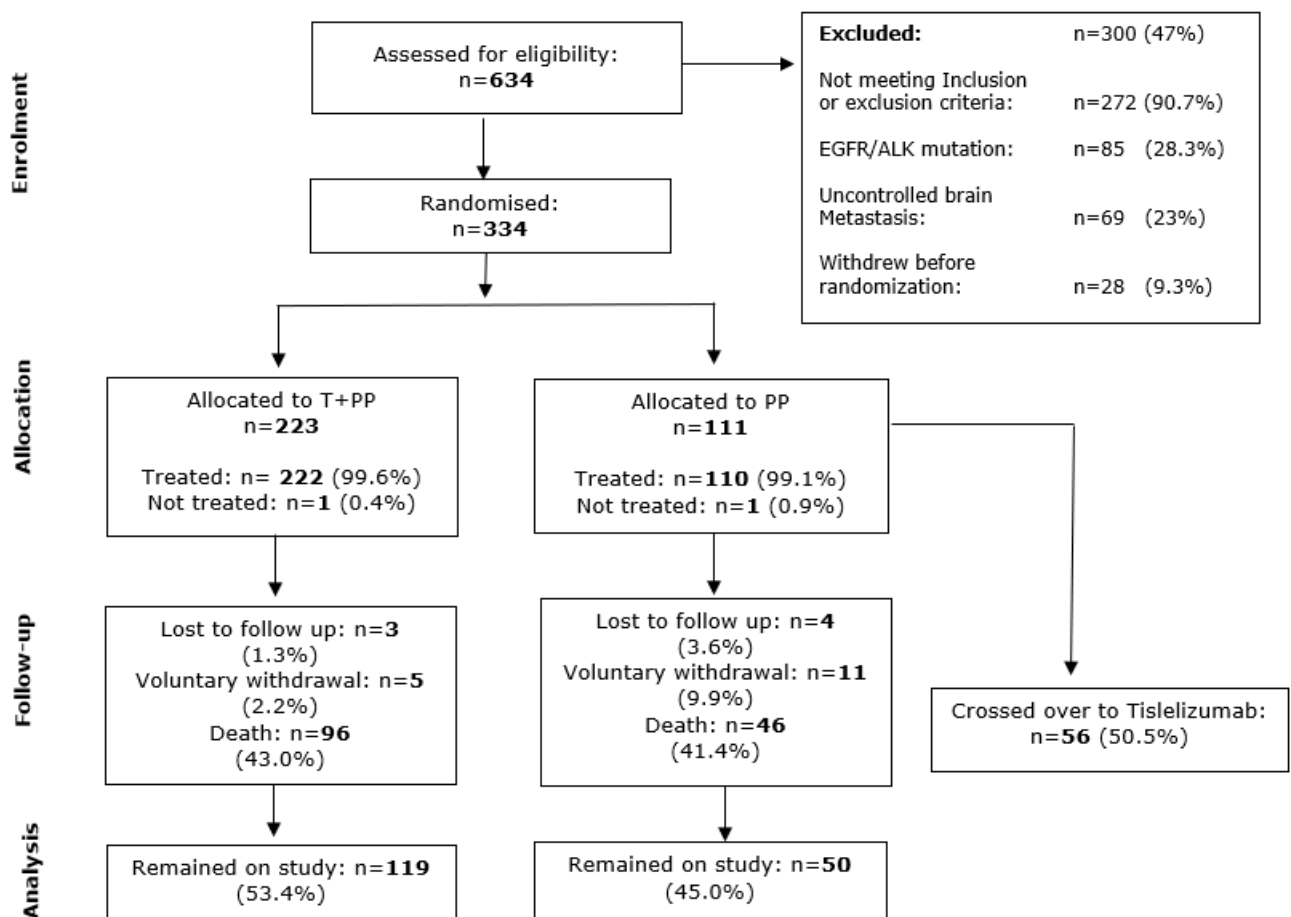 Enrolment
Assessed for eligibility:
n=634
Excluded: n=300 (47%)
Not meeting Inclusion
or exclusion criteria: n=272 (90.7%)
EGFR/ALK mutation: n=85 (28.3%)
Uncontrolled brain
Metastasis: n=69 (23%)
Withdrew before
randomization: n=28 (9.3%)
Randomised:
n=334
Allocation
Allocated to T+PP
n=223
Treated: n= 222 (99.6%)
Not treated: n=1 (0.4%)
Allocated to PP
n=111
Treated: n=110 (99.1%)
Not treated: n=1 (0.9%)
Follow-up
Lost to follow up: n=3
(1.3%)
Voluntary withdrawal: n=5
(2.2%)
Death: n=96
(43.0%)
Lost to follow up: n=4
(3.6%)
Voluntary withdrawal: n=11
(9.9%)
Death: n=46
(41.4%)
Crossed over to Tislelizumab:
n=56 (50.5%)
Analysis
Remained on study: n=119
(53.4%)
Remained on study: n=50
(45.0%)